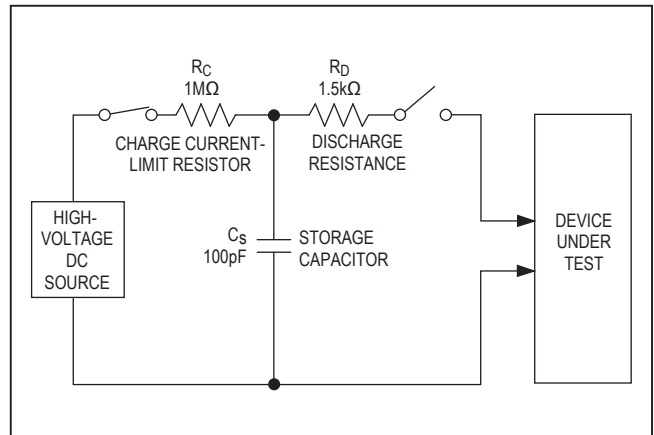 RC
1MΩ
CHARGE CURRENT-
LIMIT RESISTOR
RD
1.5kΩ
DISCHARGE
RESISTANCE
HIGH-
VOLTAGE
DC
SOURCE
Cs
100pF
STORAGE
CAPACITOR
DEVICE
UNDER
TEST